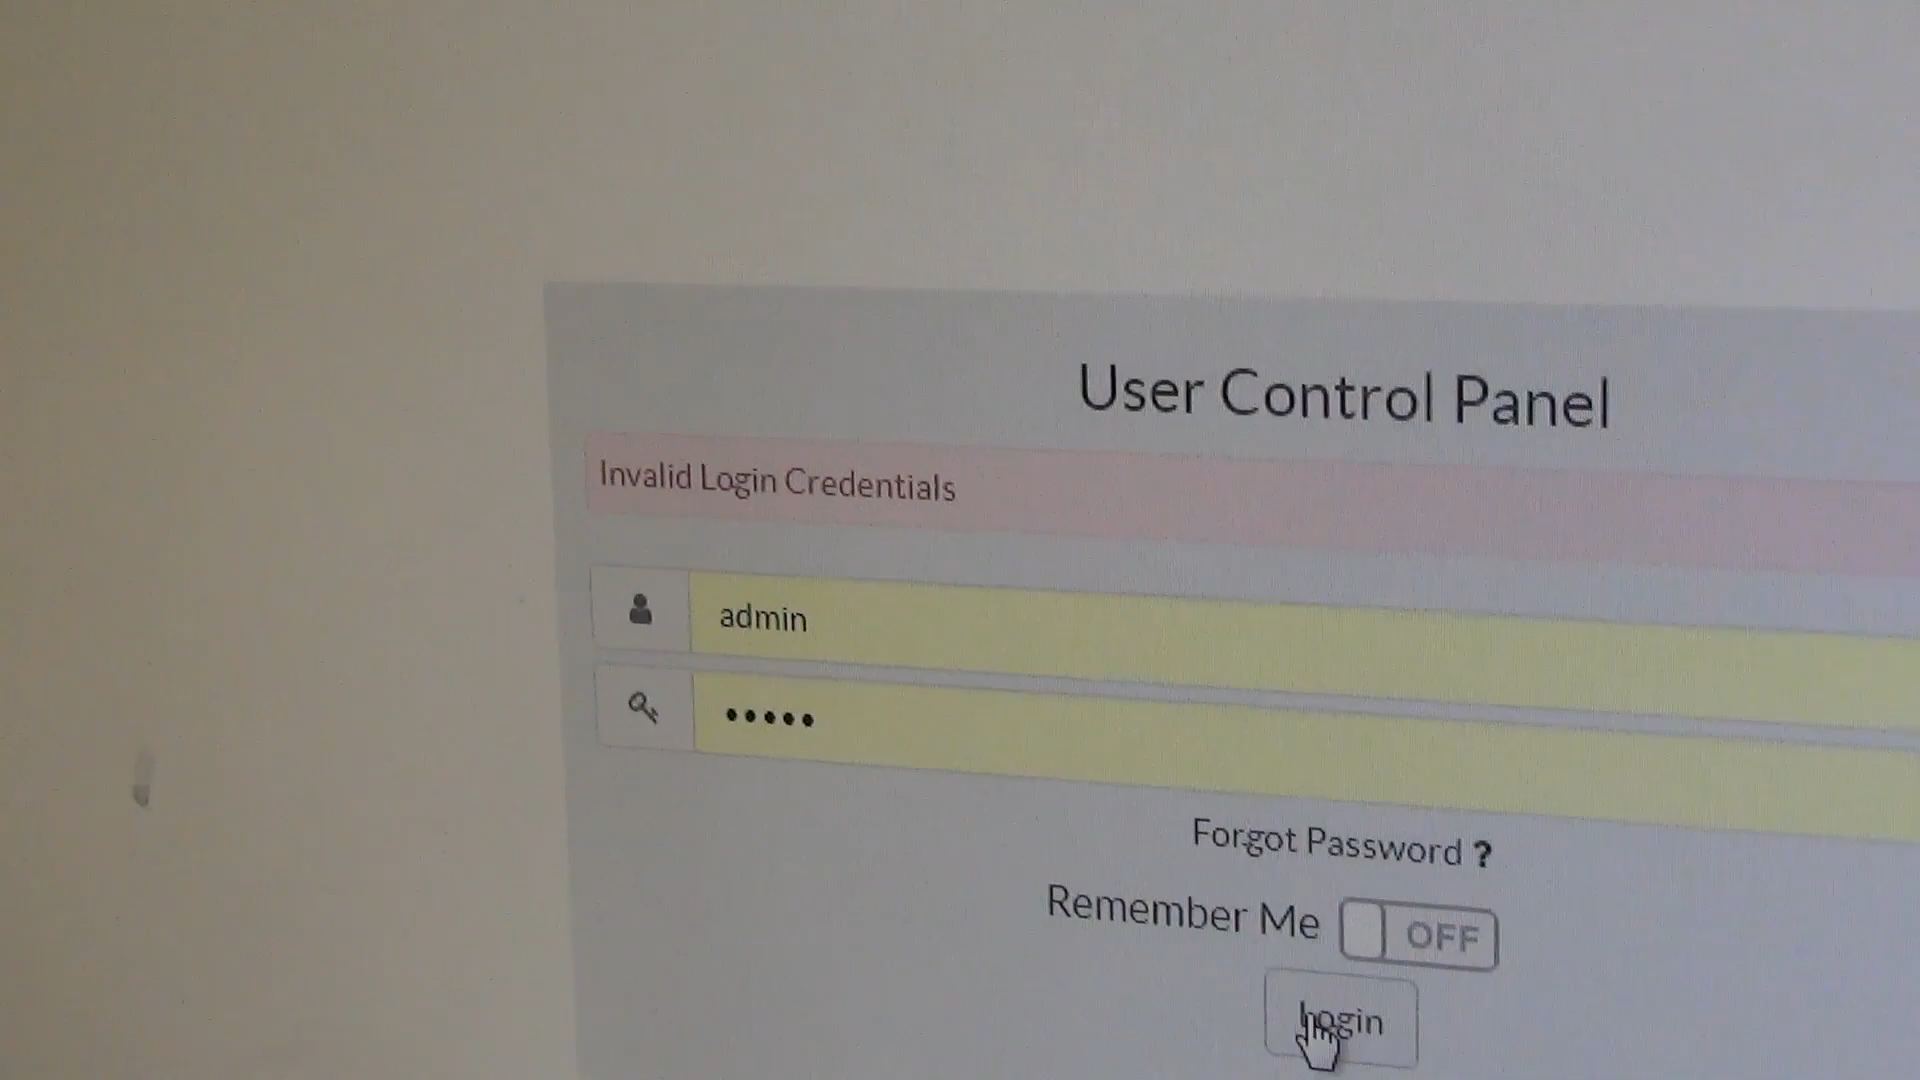 User Control Panel
Invalid Login Credentials
admin
•••••
Forgot Password ?
Remember Me OFF
Login